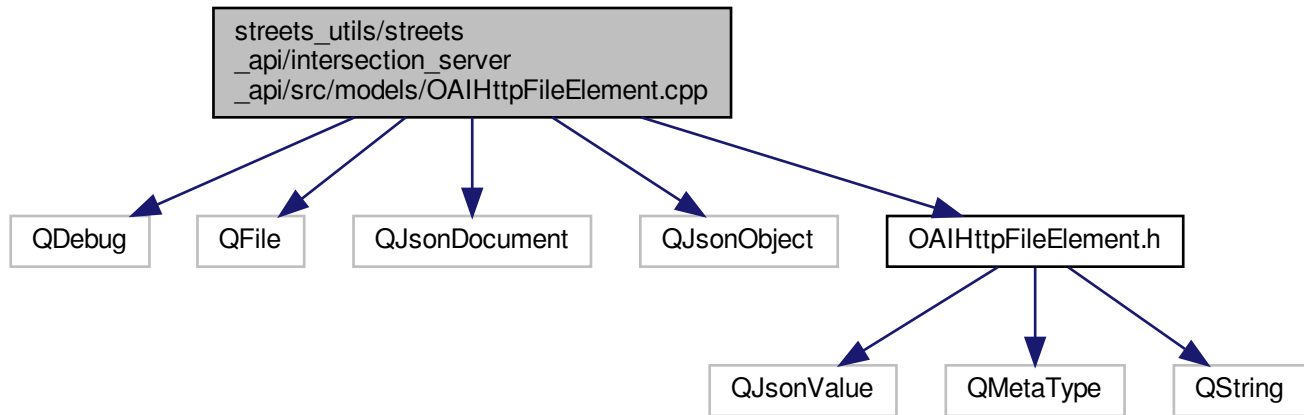 streets_utils/streets
_api/intersection_server
_api/src/models/OAIHttpFileElement.cpp
QDebug
QFile
QJsonDocument
QJsonObject
OAIHttpFileElement.h
QJsonValue
QMetaType
QString